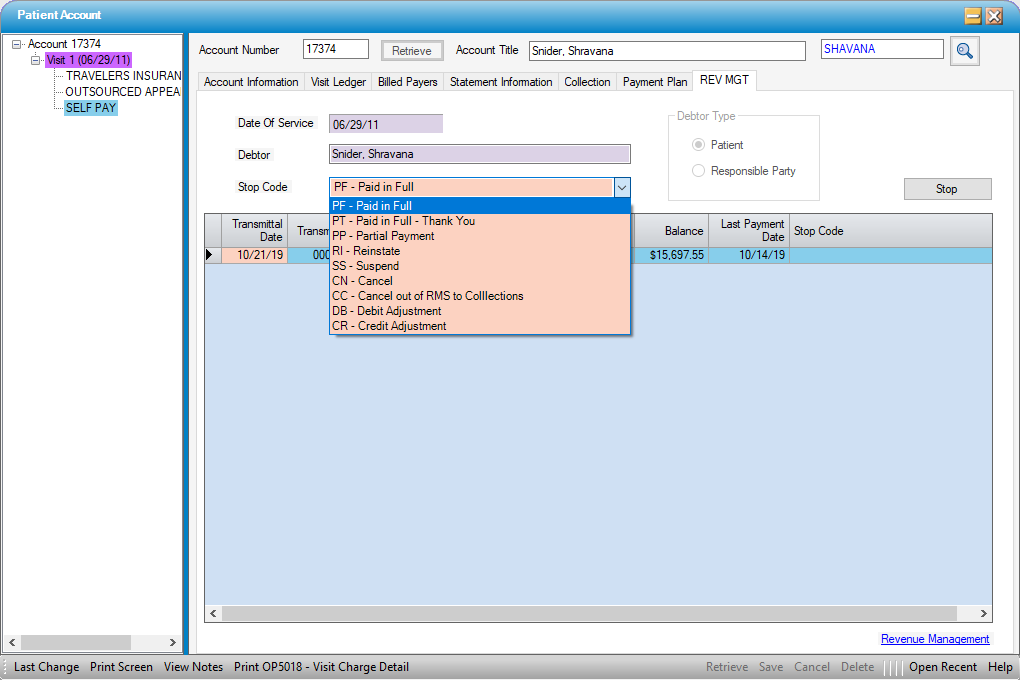 Patient Account
Account 17374
Visit 1 (06/29/11)
TRAVELERS INSURAN
OUTSOURCED APPEA
SELF PAY
Account Number 17374 Retrieve Account Title Snider, Shravana SHAVANA
Account Information Visit Ledger Billed Payers Statement Information Collection Payment Plan REV MGT
Date Of Service 06/29/11
Debtor Snider, Shravana
Stop Code PF - Paid in Full
Debtor Type
Patient
Responsible Party
Stop
PF - Paid in Full
PT - Paid in Full - Thank You
PP - Partial Payment
RI - Reinstate
SS - Suspend
CN - Cancel
CC - Cancel out of RMS to Colllections
DB - Debit Adjustment
CR - Credit Adjustment
Transmittal Date Transm Balance Last Payment Date Stop Code
10/21/19 000 $15,697.55 10/14/19
Revenue Management
Last Change Print Screen View Notes Print OP5018 - Visit Charge Detail Retrieve Save Cancel Delete Open Recent Help